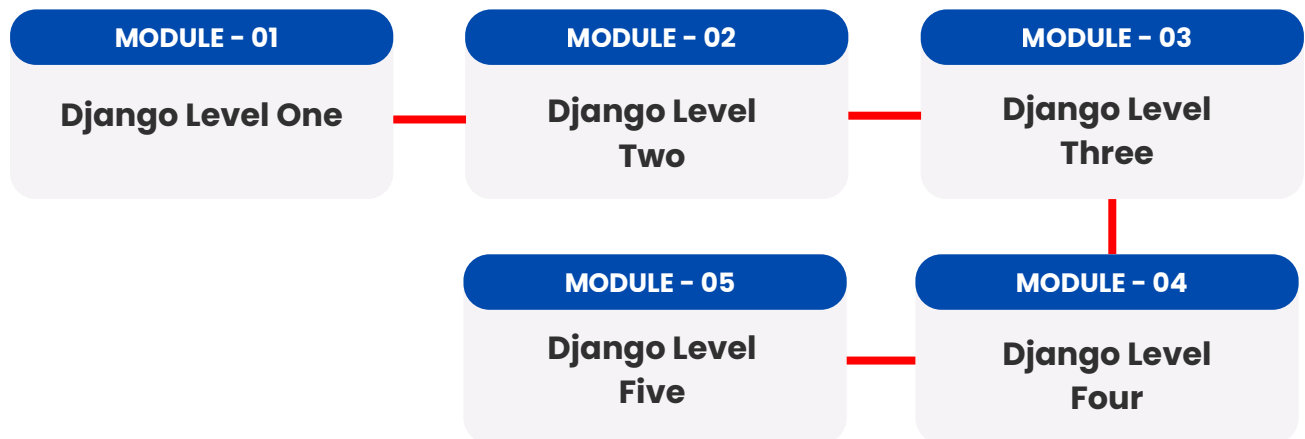 MODULE - 01
Django Level One
MODULE - 02
Django Level
Two
MODULE - 03
Django Level
Three
MODULE - 04
Django Level
Four
MODULE - 05
Django Level
Five